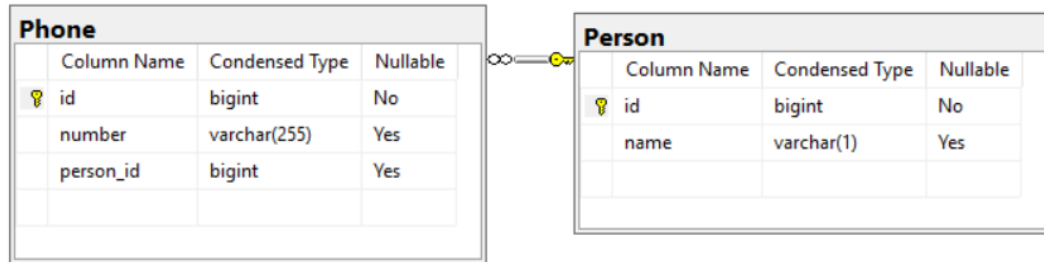 Phone
Column Name Condensed Type Nullable
id bigint No
number varchar(255) Yes
person_id bigint Yes
Person
Column Name Condensed Type Nullable
id bigint No
name varchar(1) Yes